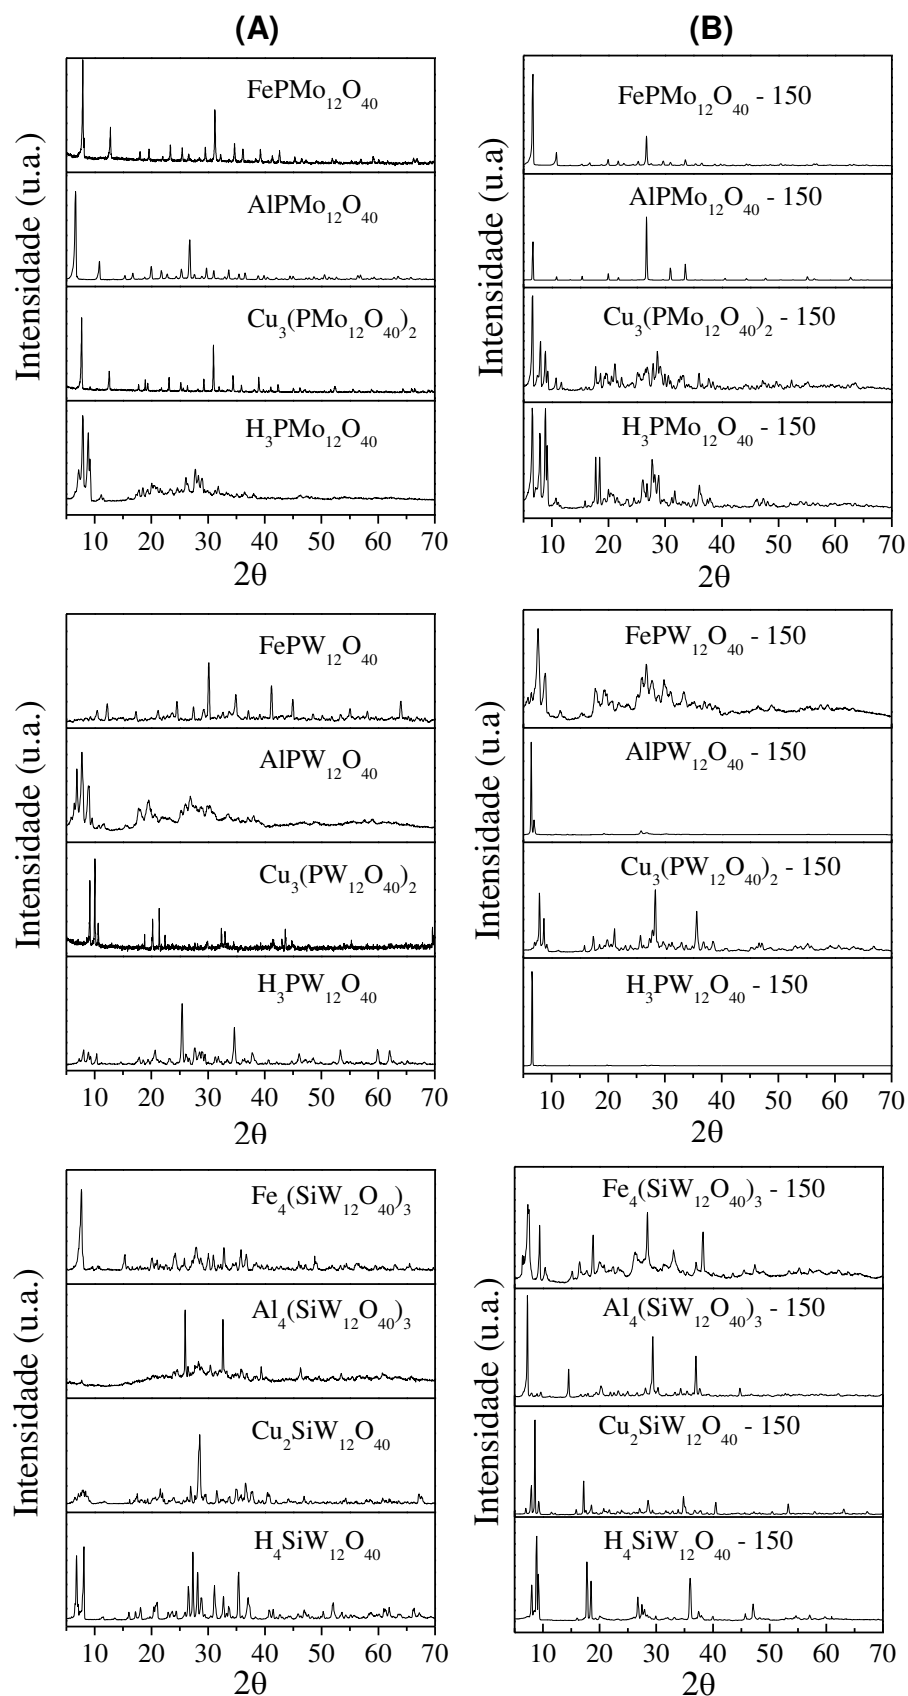 (A)
FePMo₁₂O₄₀
AlPMo₁₂O₄₀
Cu₃(PMo₁₂O₄₀)₂
H₃PMo₁₂O₄₀
Intensidade (u.a.)
10 20 30 40 50 60 70
2θ
(B)
FePMo₁₂O₄₀ - 150
AlPMo₁₂O₄₀ - 150
Cu₃(PMo₁₂O₄₀)₂ - 150
H₃PMo₁₂O₄₀ - 150
Intensidade (u.a)
10 20 30 40 50 60 70
2θ
FePW₁₂O₄₀
AlPW₁₂O₄₀
Cu₃(PW₁₂O₄₀)₂
H₃PW₁₂O₄₀
Intensidade (u.a.)
10 20 30 40 50 60 70
2θ
FePW₁₂O₄₀ - 150
AlPW₁₂O₄₀ - 150
Cu₃(PW₁₂O₄₀)₂ - 150
H₃PW₁₂O₄₀ - 150
Intensidade (u.a)
10 20 30 40 50 60 70
2θ
Fe₄(SiW₁₂O₄₀)₃
Al₄(SiW₁₂O₄₀)₃
Cu₂SiW₁₂O₄₀
H₄SiW₁₂O₄₀
Intensidade (u.a.)
10 20 30 40 50 60 70
2θ
Fe₄(SiW₁₂O₄₀)₃ - 150
Al₄(SiW₁₂O₄₀)₃ - 150
Cu₂SiW₁₂O₄₀ - 150
H₄SiW₁₂O₄₀ - 150
Intensidade (u.a.)
10 20 30 40 50 60 70
2θ